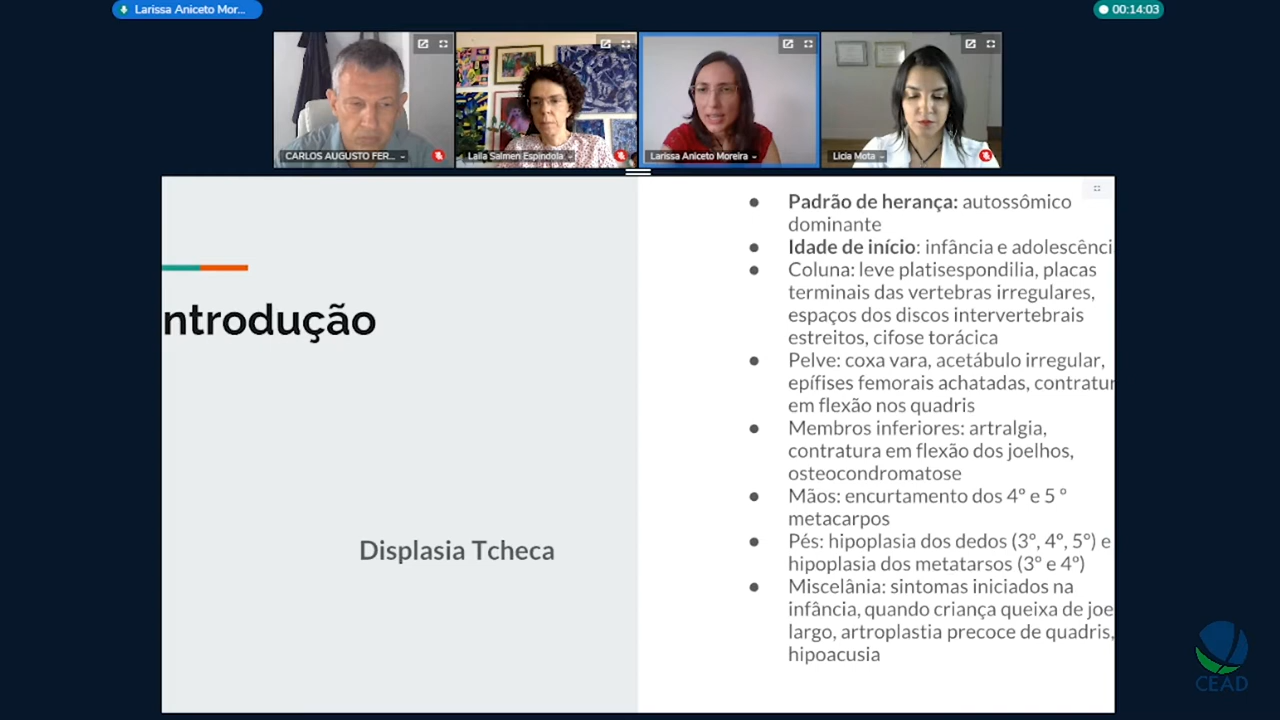 Larissa Aniceto Mor...
00:14:03
CARLOS AUGUSTO FER...
Laila Salmen Espindola
Larissa Aniceto Moreira
Licia Mota
ntrodução
Displasia Tcheca
Padrão de herança: autossômico
dominante
Idade de início: infância e adolescênci
Coluna: leve platisespondilia, placas
terminais das vertebras irregulares,
espaços dos discos intervertebrais
estreitos, cifose torácica
Pelve: coxa vara, acetábulo irregular,
epífises femorais achatadas, contratur
em flexão nos quadris
Membros inferiores: artralgia,
contratura em flexão dos joelhos,
osteocondromatose
Mãos: encurtamento dos 4º e 5 º
metacarpos
Pés: hipoplasia dos dedos (3º, 4º, 5º) e
hipoplasia dos metatarsos (3º e 4º)
Miscelânia: sintomas iniciados na
infância, quando criança queixa de joe
largo, artroplastia precoce de quadris,
hipoacusia
CEAD